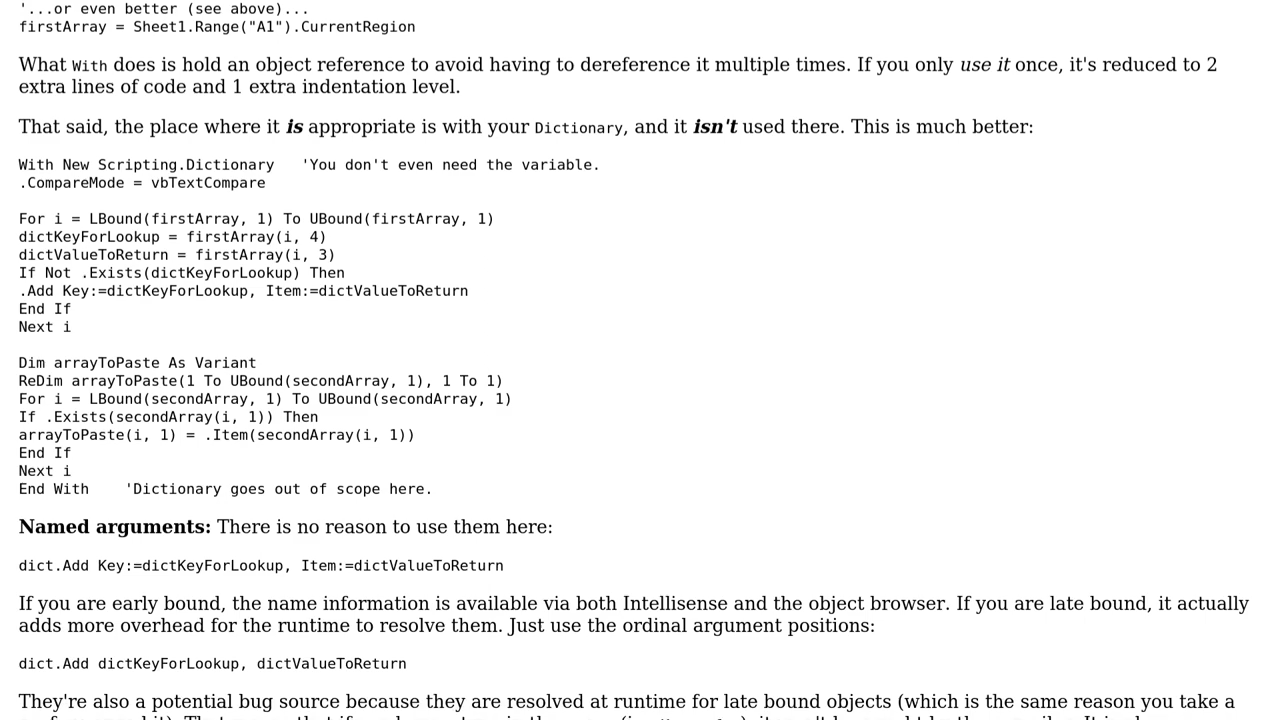 '...or even better (see above)...
firstArray = Sheet1.Range("A1").CurrentRegion
What With does is hold an object reference to avoid having to dereference it multiple times. If you only use it once, it's reduced to 2
extra lines of code and 1 extra indentation level.
That said, the place where it is appropriate is with your Dictionary, and it isn't used there. This is much better:
With New Scripting.Dictionary   'You don't even need the variable.
.CompareMode = vbTextCompare
For i = LBound(firstArray, 1) To UBound(firstArray, 1)
dictKeyForLookup = firstArray(i, 4)
dictValueToReturn = firstArray(i, 3)
If Not .Exists(dictKeyForLookup) Then
.Add Key:=dictKeyForLookup, Item:=dictValueToReturn
End If
Next i
Dim arrayToPaste As Variant
ReDim arrayToPaste(1 To UBound(secondArray, 1), 1 To 1)
For i = LBound(secondArray, 1) To UBound(secondArray, 1)
If .Exists(secondArray(i, 1)) Then
arrayToPaste(i, 1) = .Item(secondArray(i, 1))
End If
Next i
End With    'Dictionary goes out of scope here.
Named arguments: There is no reason to use them here:
dict.Add Key:=dictKeyForLookup, Item:=dictValueToReturn
If you are early bound, the name information is available via both Intellisense and the object browser. If you are late bound, it actually
adds more overhead for the runtime to resolve them. Just use the ordinal argument positions:
dict.Add dictKeyForLookup, dictValueToReturn
They're also a potential bug source because they are resolved at runtime for late bound objects (which is the same reason you take a